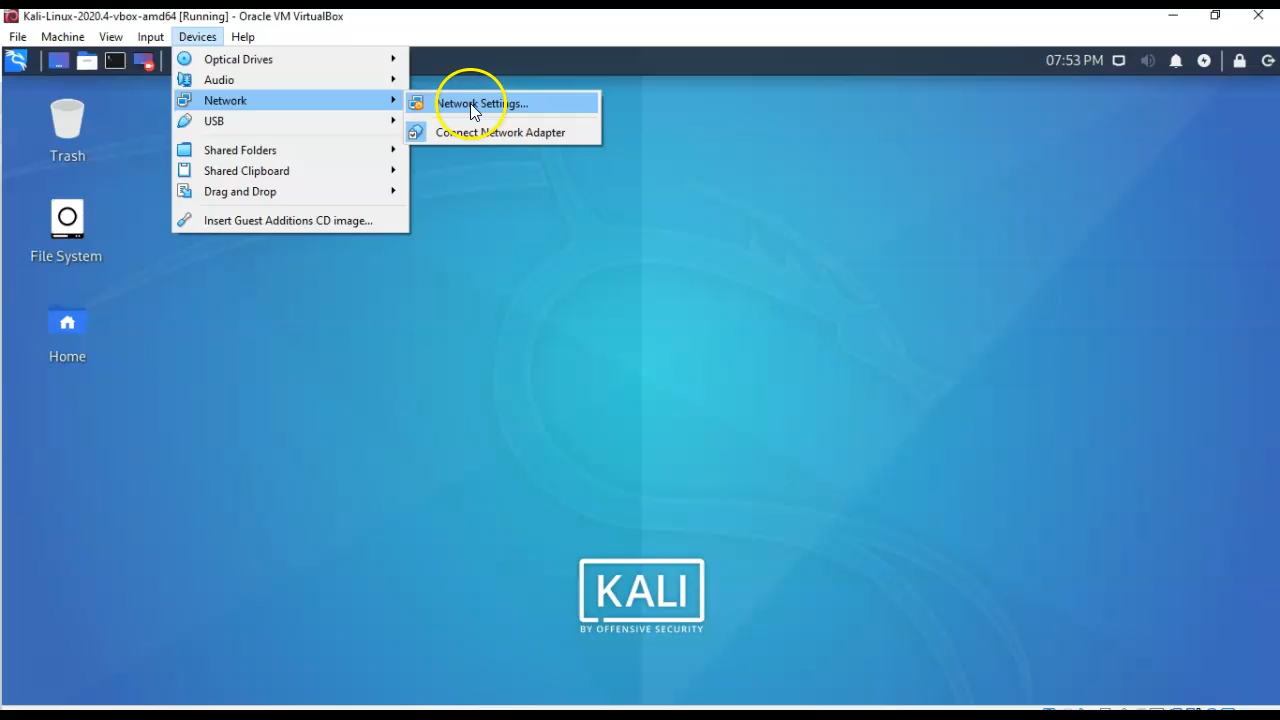 Kali-Linux-2020.4-vbox-amd64 [Running] - Oracle VM VirtualBox
File Machine View Input Devices Help
07:53 PM
Optical Drives
Audio
Network
USB
Shared Folders
Shared Clipboard
Drag and Drop
Insert Guest Additions CD image...
Network Settings...
Connect Network Adapter
Trash
File System
Home
KALI
BY OFFENSIVE SECURITY